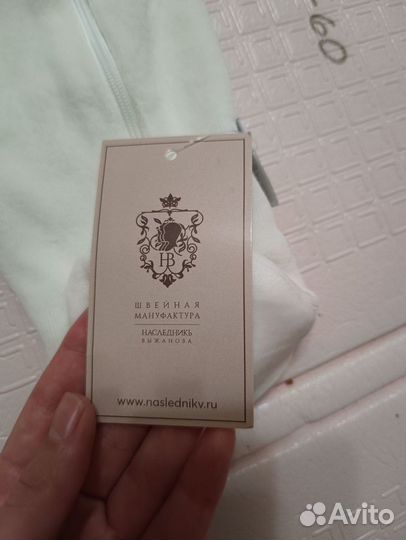 -60
НВ
ШВЕЙНАЯ
МАНУФАКТУРА
НАСЛЕДНИКЪ
ВЫЖАНОВА
www.naslednikv.ru
Avito